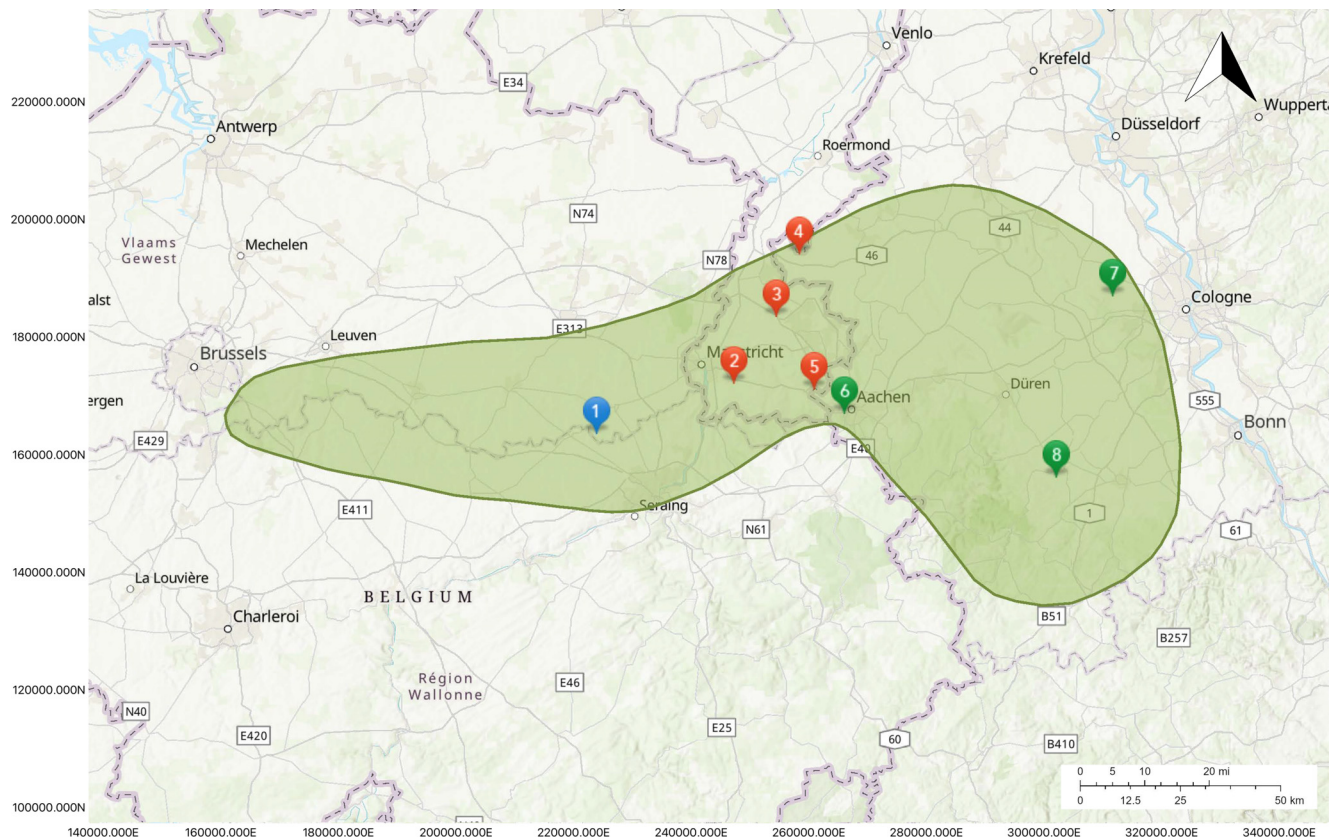 Venlo
Krefeld
E34
220000.000N
Wupperta
Antwerp
Düsseldorf
Roermond
200000.000N
N74
4
44
Vlaams
Gewest
Mechelen
46
N78
7
alst
3
Cologne
180000.000N
E313
Leuven
Brussels
Maastricht
2
5
Düren
6
Aachen
ergen
1
555
Bonn
E429
E40
160000.000N
8
Seraing
E411
1
N61
61
140000.000N
La Louvière
BELGIUM
Charleroi
B51
B257
120000.000N
Région
Wallonne
E46
N40
E25
E420
60
B410
0 5 10 20 mi
0 12.5 25 50 km
100000.000N
140000.000E 160000.000E 180000.000E 200000.000E 220000.000E 240000.000E 260000.000E 280000.000E 300000.000E 320000.000E 340000.000E